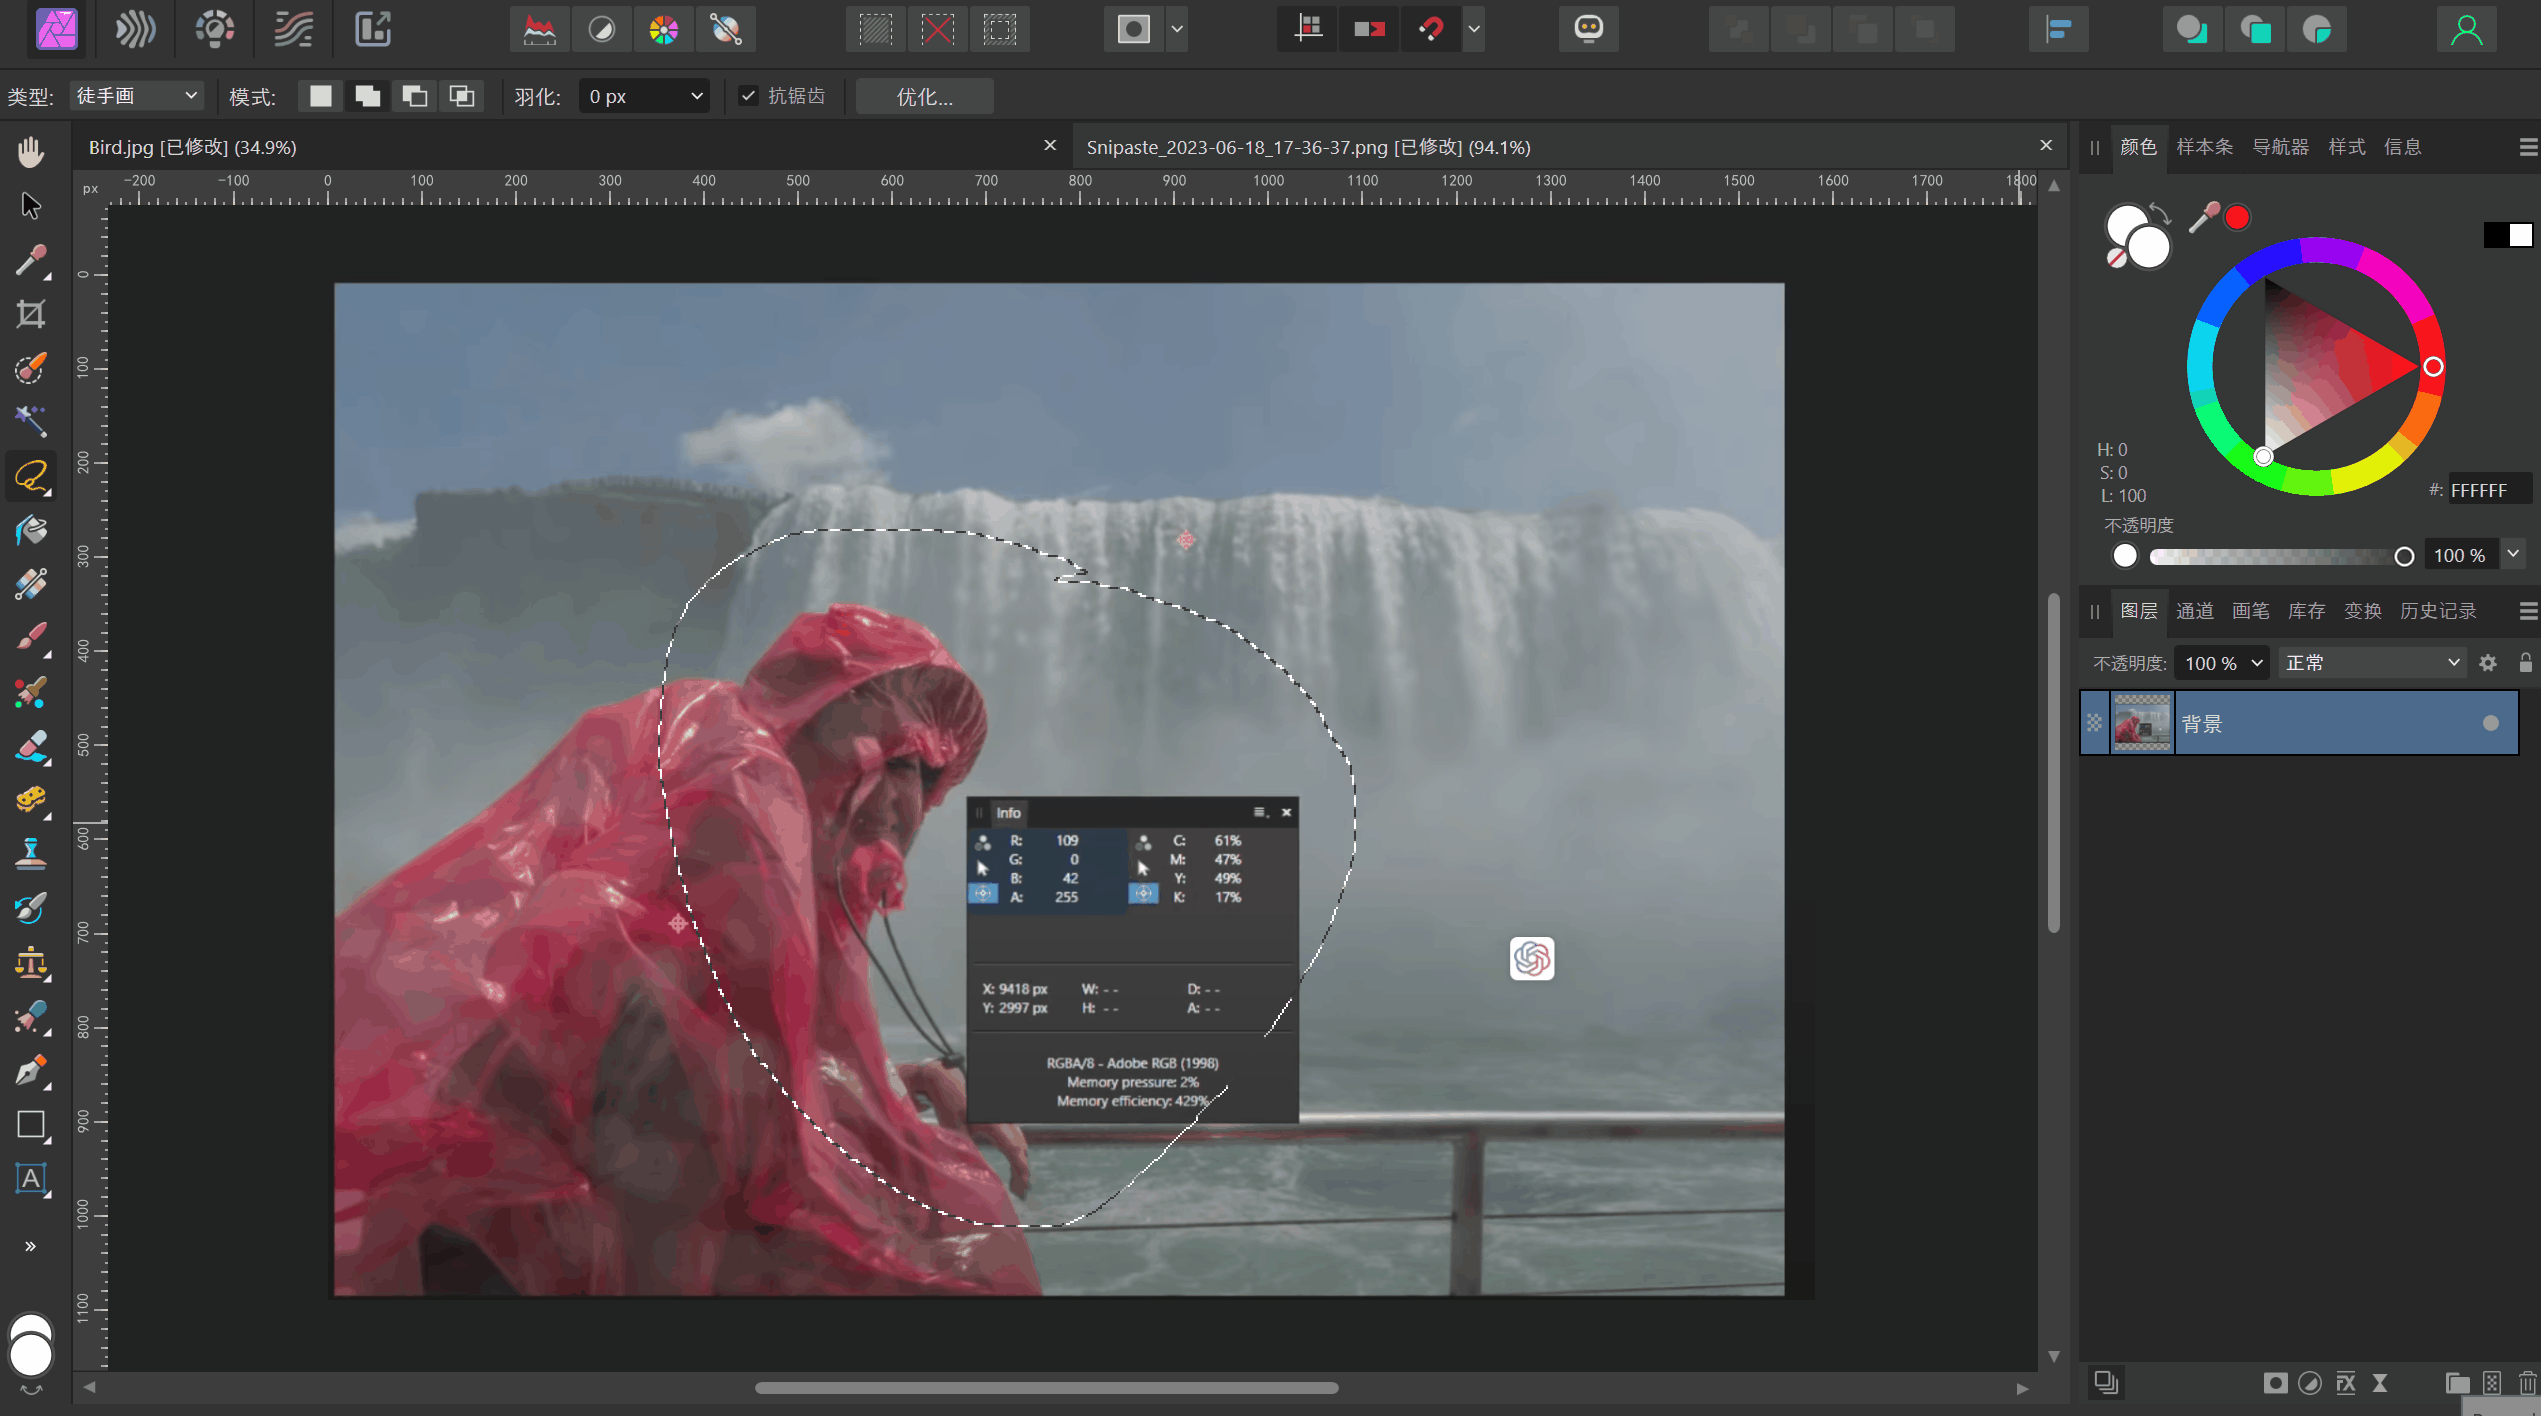 类型: 徒手画 模式: 羽化: 0 px 抗锯齿 优化...
Bird.jpg [已修改] (34.9%)
Snipaste_2023-06-18_17-36-37.png [已修改] (94.1%)
颜色 样本条 导航器 样式 信息
px -200 -100 0 100 200 300 400 500 600 700 800 900 1000 1100 1200 1300 1400 1500 1600 1700 1800
0
100
200
300
400
500
600
700
800
900
1000
1100
H: 0
S: 0
L: 100
#: FFFFFF
不透明度
100 %
图层 通道 画笔 库存 变换 历史记录
不透明度: 100 % 正常
背景
Info
R: 109 C: 61%
G: 0 M: 47%
B: 42 Y: 49%
A: 255 K: 17%
X: 9418 px W: - - D: - -
Y: 2997 px H: - - A: - -
RGBA/8 - Adobe RGB (1998)
Memory pressure: 2%
Memory efficiency: 429%
A
»